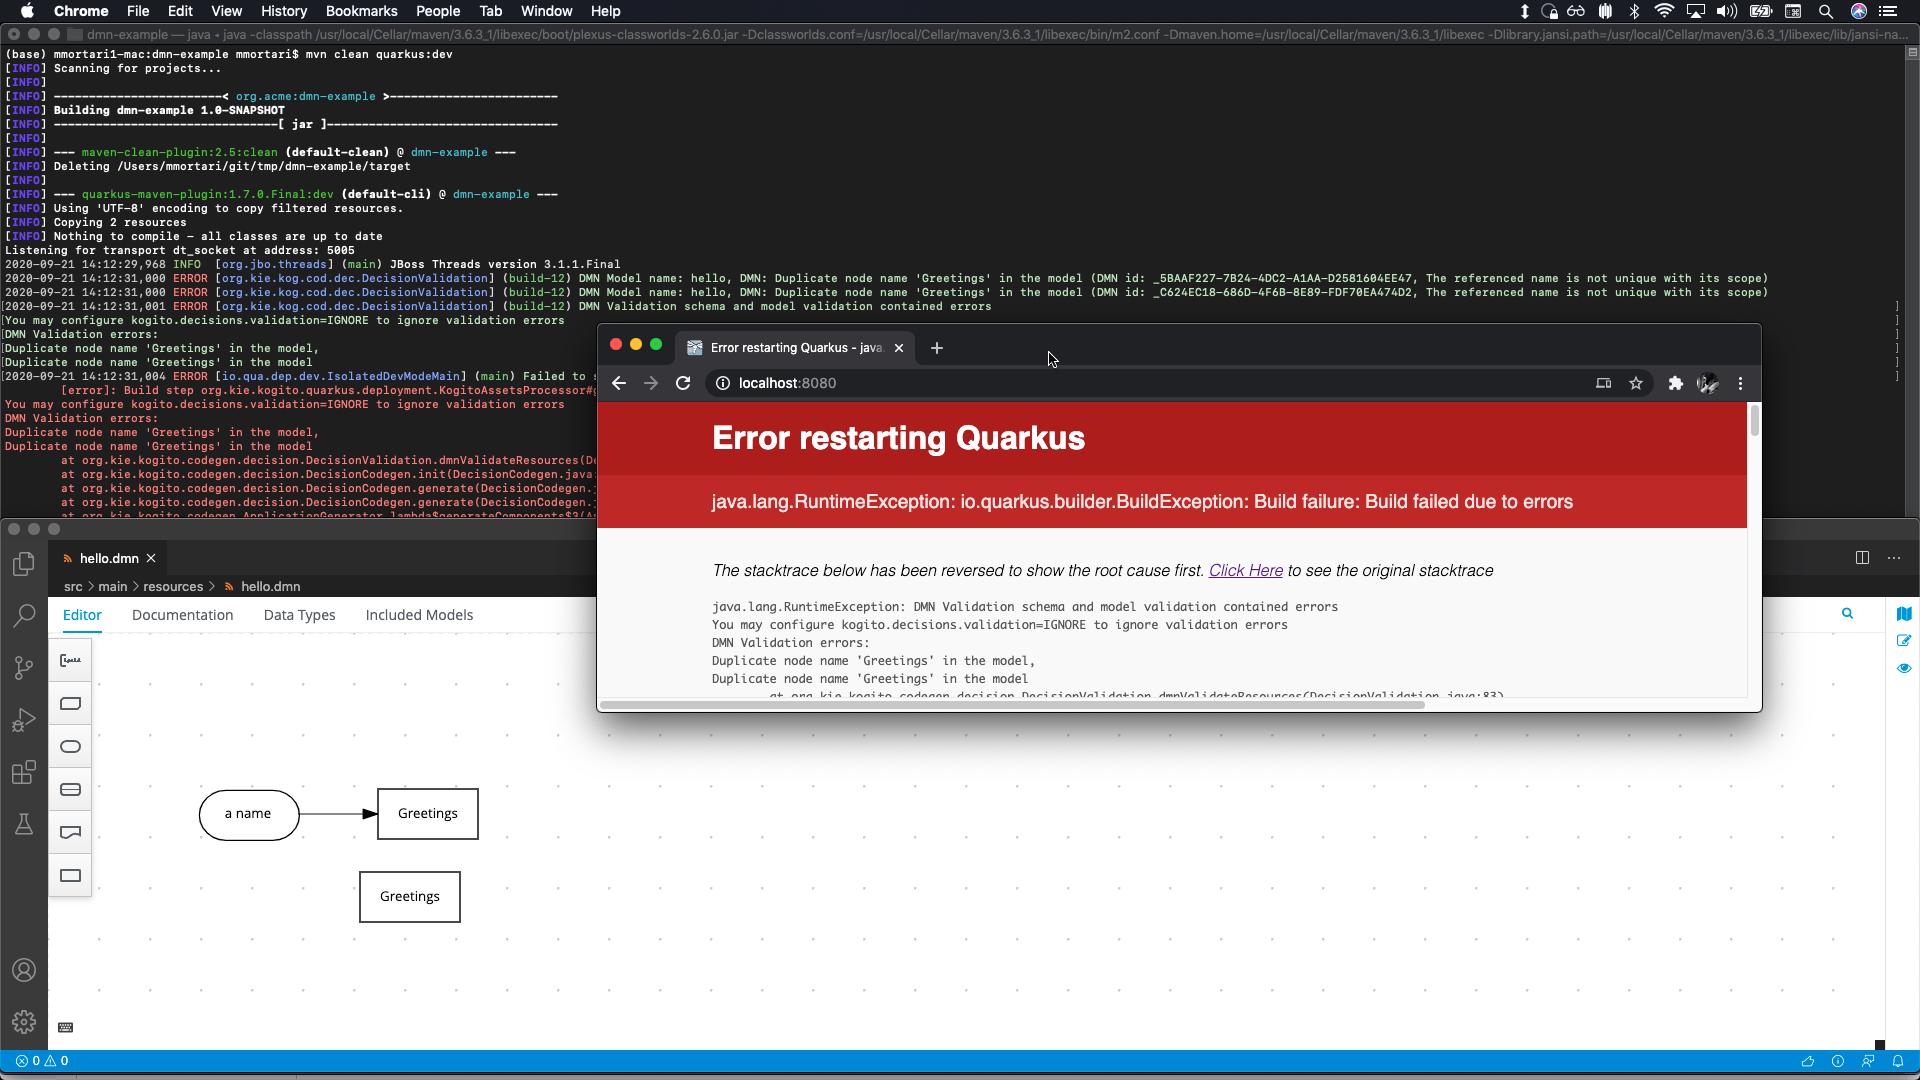 Chrome File Edit View History Bookmarks People Tab Window Help
dmn-example — java • java -classpath /usr/local/Cellar/maven/3.6.3_1/libexec/boot/plexus-classworlds-2.6.0.jar -Dclassworlds.conf=/usr/local/Cellar/maven/3.6.3_1/libexec/bin/m2.conf -Dmaven.home=/usr/local/Cellar/maven/3.6.3_1/libexec -Dlibrary.jansi.path=/usr/local/Cellar/maven/3.6.3_1/libexec/lib/jansi-na...
(base) mmortari1-mac:dmn-example mmortari$ mvn clean quarkus:dev
[INFO] Scanning for projects...
[INFO]
[INFO] ------------------------< org.acme:dmn-example >------------------------
[INFO] Building dmn-example 1.0-SNAPSHOT
[INFO] --------------------------------[ jar ]---------------------------------
[INFO]
[INFO] --- maven-clean-plugin:2.5:clean (default-clean) @ dmn-example ---
[INFO] Deleting /Users/mmortari/git/tmp/dmn-example/target
[INFO]
[INFO] --- quarkus-maven-plugin:1.7.0.Final:dev (default-cli) @ dmn-example ---
[INFO] Using 'UTF-8' encoding to copy filtered resources.
[INFO] Copying 2 resources
[INFO] Nothing to compile - all classes are up to date
Listening for transport dt_socket at address: 5005
2020-09-21 14:12:29,968 INFO [org.jbo.threads] (main) JBoss Threads version 3.1.1.Final
2020-09-21 14:12:31,000 ERROR [org.kie.kog.cod.dec.DecisionValidation] (build-12) DMN Model name: hello, DMN: Duplicate node name 'Greetings' in the model (DMN id: _5BAAF227-7B24-4DC2-A1AA-D2581604EE47, The referenced name is not unique with its scope)
2020-09-21 14:12:31,000 ERROR [org.kie.kog.cod.dec.DecisionValidation] (build-12) DMN Model name: hello, DMN: Duplicate node name 'Greetings' in the model (DMN id: _C624EC18-686D-4F6B-8E89-FDF70EA474D2, The referenced name is not unique with its scope)
[2020-09-21 14:12:31,001 ERROR [org.kie.kog.cod.dec.DecisionValidation] (build-12) DMN Validation schema and model validation contained errors ]
[You may configure kogito.decisions.validation=IGNORE to ignore validation errors ]
[DMN Validation errors: ]
[Duplicate node name 'Greetings' in the model, ]
[Duplicate node name 'Greetings' in the model ]
[2020-09-21 14:12:31,004 ERROR [io.qua.dep.dev.IsolatedDevModeMain] (main) Failed to s ]
[error]: Build step org.kie.kogito.quarkus.deployment.KogitoAssetsProcessor#g
You may configure kogito.decisions.validation=IGNORE to ignore validation errors
DMN Validation errors:
Duplicate node name 'Greetings' in the model,
Duplicate node name 'Greetings' in the model
at org.kie.kogito.codegen.decision.DecisionValidation.dmnValidateResources(De
at org.kie.kogito.codegen.decision.DecisionCodegen.init(DecisionCodegen.java:
at org.kie.kogito.codegen.decision.DecisionCodegen.generate(DecisionCodegen.j
at org.kie.kogito.codegen.decision.DecisionCodegen.generate(DecisionCodegen.j
at org.kie.kogito.codegen.ApplicationGenerator.lambda$generateComponents$3(A
Error restarting Quarkus - java.
localhost:8080
Error restarting Quarkus
java.lang.RuntimeException: io.quarkus.builder.BuildException: Build failure: Build failed due to errors
The stacktrace below has been reversed to show the root cause first. Click Here to see the original stacktrace
java.lang.RuntimeException: DMN Validation schema and model validation contained errors
You may configure kogito.decisions.validation=IGNORE to ignore validation errors
DMN Validation errors:
Duplicate node name 'Greetings' in the model,
Duplicate node name 'Greetings' in the model
at org.kie.kogito.codegen.decision.DecisionValidation.dmnValidateResources(DecisionValidation.java:83)
hello.dmn
src > main > resources > hello.dmn
Editor Documentation Data Types Included Models
a name
Greetings
Greetings
0 0